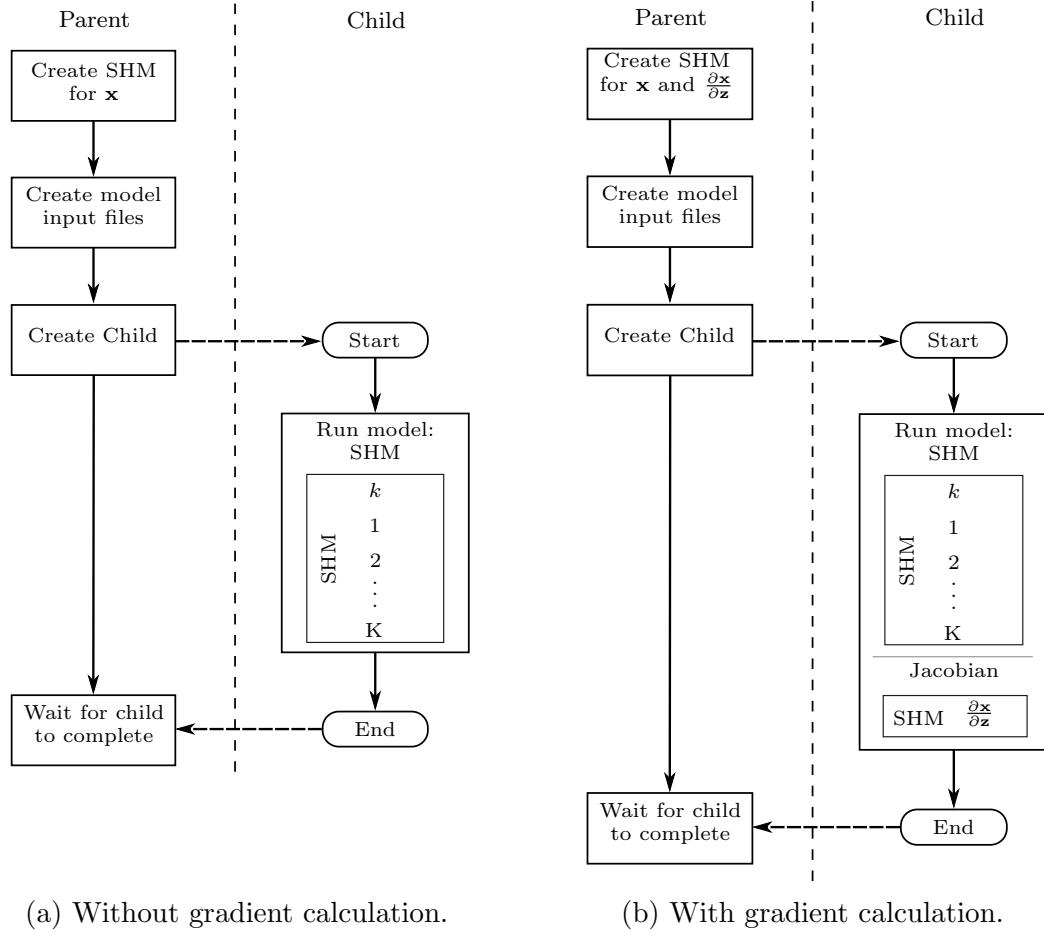 Parent
Child
Create SHM
for x
Create model
input files
Create Child
Start
Run model:
SHM
SHM
k
1
2
.
.
.
.
K
End
Wait for child
to complete
(a) Without gradient calculation.
Parent
Child
Create SHM
for x and ∂x/∂z
Create model
input files
Create Child
Start
Run model:
SHM
SHM
k
1
2
.
.
.
.
K
Jacobian
SHM ∂x/∂z
End
Wait for child
to complete
(b) With gradient calculation.